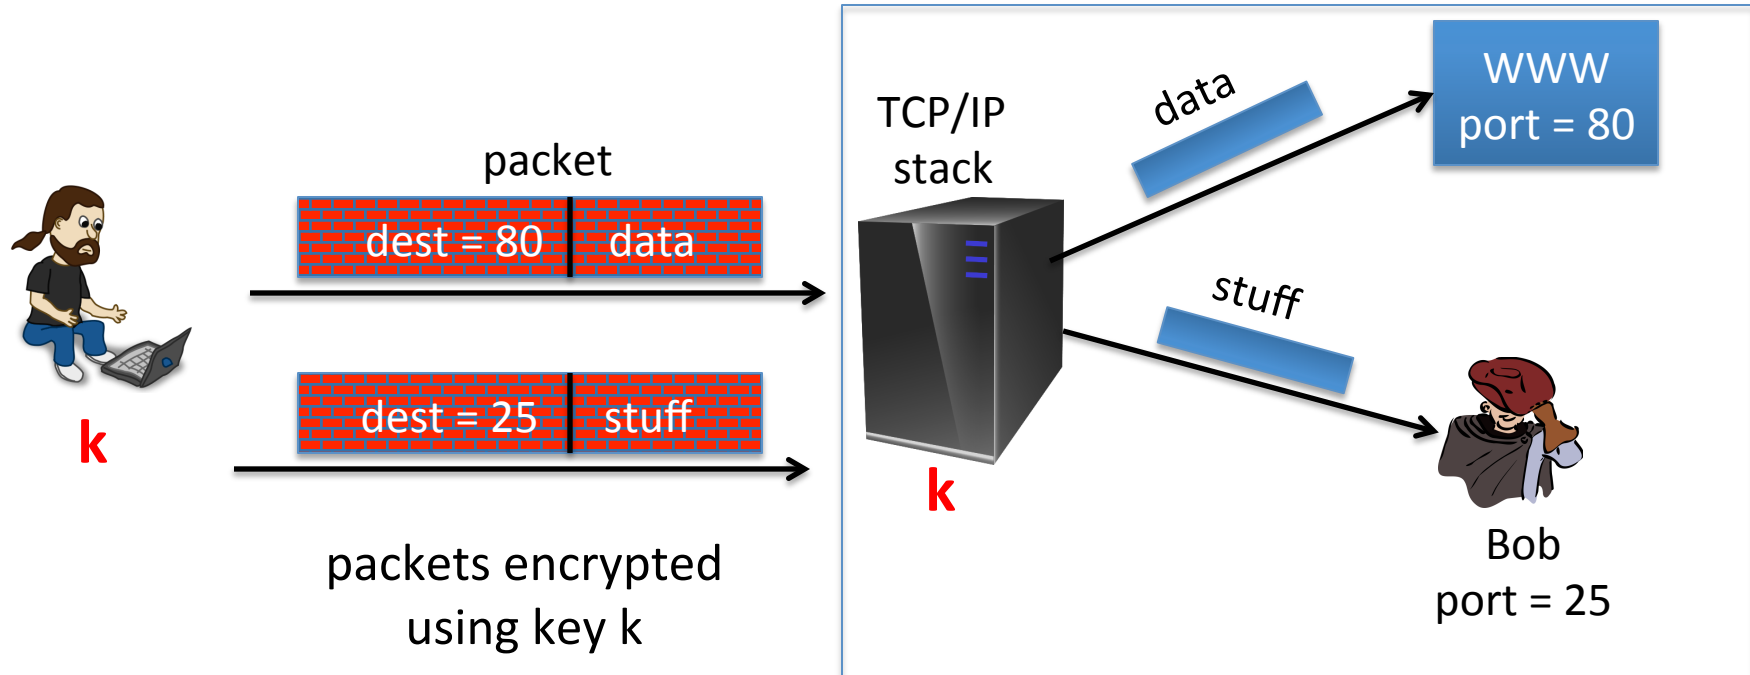 packet
dest = 80 data
k
dest = 25 stuff
packets encrypted
using key k
TCP/IP
stack
k
data
WWW
port = 80
stuff
Bob
port = 25